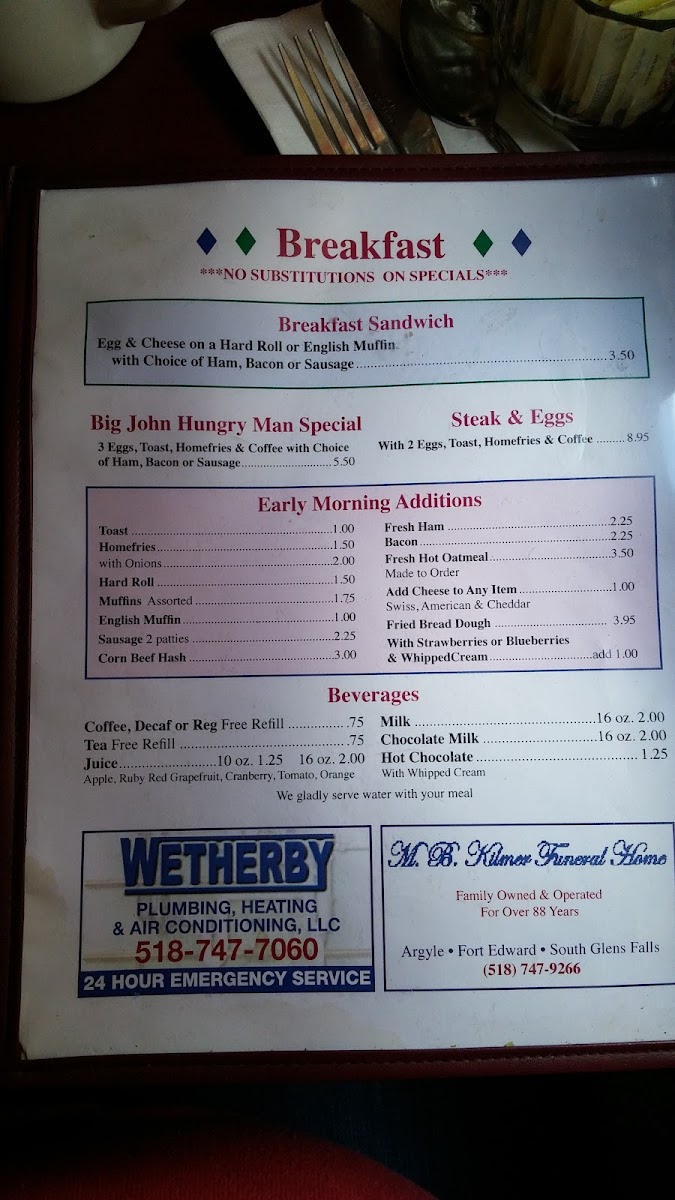 Breakfast
***NO SUBSTITUTIONS ON SPECIALS***
Breakfast Sandwich
Egg & Cheese on a Hard Roll or English Muffin
with Choice of Ham, Bacon or Sausage 3.50
Big John Hungry Man Special
3 Eggs, Toast, Homefries & Coffee with Choice
of Ham, Bacon or Sausage 5.50
Steak & Eggs
With 2 Eggs, Toast, Homefries & Coffee 8.95
Early Morning Additions
Toast 1.00
Homefries 1.50
with Onions 2.00
Hard Roll 1.50
Muffins Assorted 1.75
English Muffin 1.00
Sausage 2 patties 2.25
Corn Beef Hash 3.00
Fresh Ham 2.25
Bacon 2.25
Fresh Hot Oatmeal 3.50
Made to Order
Add Cheese to Any Item 1.00
Swiss, American & Cheddar
Fried Bread Dough 3.95
With Strawberries or Blueberries
& WhippedCream add 1.00
Beverages
Coffee, Decaf or Reg Free Refill .75
Tea Free Refill .75
Juice 10 oz. 1.25 16 oz. 2.00
Apple, Ruby Red Grapefruit, Cranberry, Tomato, Orange
Milk 16 oz. 2.00
Chocolate Milk 16 oz. 2.00
Hot Chocolate 1.25
With Whipped Cream
We gladly serve water with your meal
WETHERBY
PLUMBING, HEATING
& AIR CONDITIONING, LLC
518-747-7060
24 HOUR EMERGENCY SERVICE
M. B. Kilmer Funeral Home
Family Owned & Operated
For Over 88 Years
Argyle • Fort Edward • South Glens Falls
(518) 747-9266